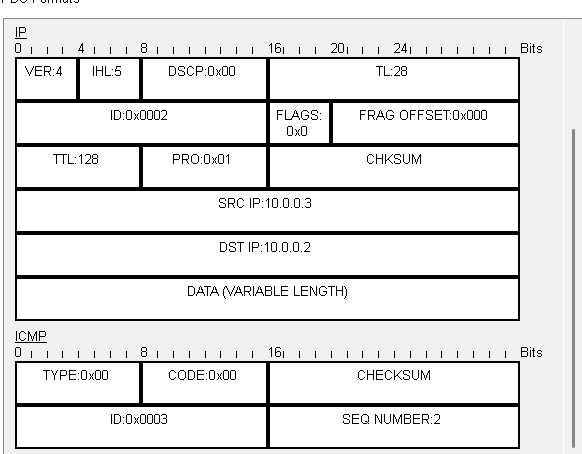 PDU Formats
IP
0 4 8 16 20 24 Bits
VER:4 IHL:5 DSCP:0x00 TL:28
ID:0x0002 FLAGS: 0x0 FRAG OFFSET:0x000
TTL:128 PRO:0x01 CHKSUM
SRC IP:10.0.0.3
DST IP:10.0.0.2
DATA (VARIABLE LENGTH)
ICMP
0 8 16 Bits
TYPE:0x00 CODE:0x00 CHECKSUM
ID:0x0003 SEQ NUMBER:2